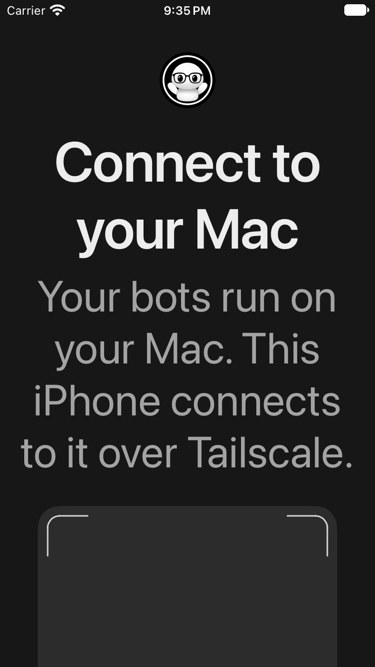 Carrier 9:35 PM
Connect to
your Mac
Your bots run on
your Mac. This
iPhone connects
to it over Tailscale.